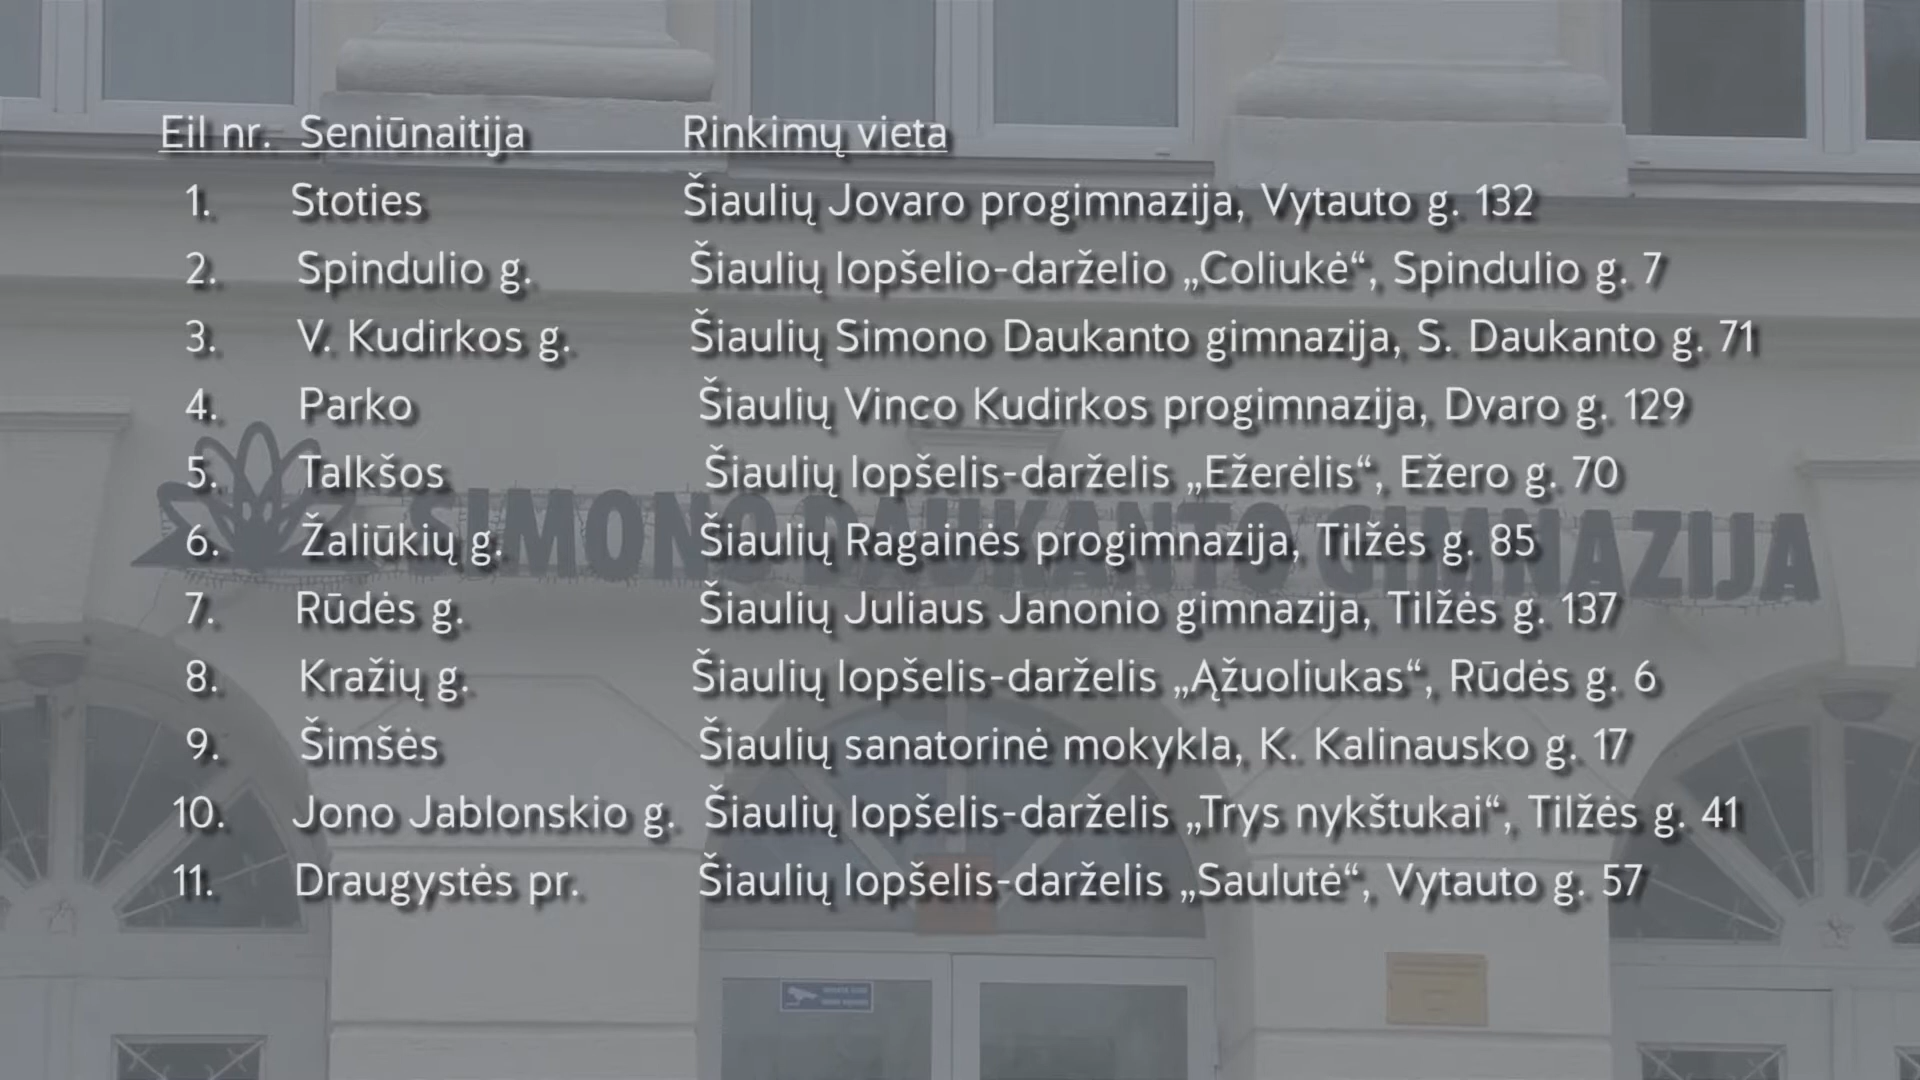 Eil nr. Seniūnaitija Rinkimų vieta
1. Stoties Šiaulių Jovaro progimnazija, Vytauto g. 132
2. Spindulio g. Šiaulių lopšelio-darželio „Coliukė“, Spindulio g. 7
3. V. Kudirkos g. Šiaulių Simono Daukanto gimnazija, S. Daukanto g. 71
4. Parko Šiaulių Vinco Kudirkos progimnazija, Dvaro g. 129
5. Talkšos Šiaulių lopšelis-darželis „Ežerėlis“, Ežero g. 70
SIMONO DAUKANTO GIMNAZIJA
6. Žaliūkių g. Šiaulių Ragainės progimnazija, Tilžės g. 85
7. Rūdės g. Šiaulių Juliaus Janonio gimnazija, Tilžės g. 137
8. Kražių g. Šiaulių lopšelis-darželis „Ąžuoliukas“, Rūdės g. 6
9. Šimšės Šiaulių sanatorinė mokykla, K. Kalinausko g. 17
10. Jono Jablonskio g. Šiaulių lopšelis-darželis „Trys nykštukai“, Tilžės g. 41
11. Draugystės pr. Šiaulių lopšelis-darželis „Saulutė“, Vytauto g. 57